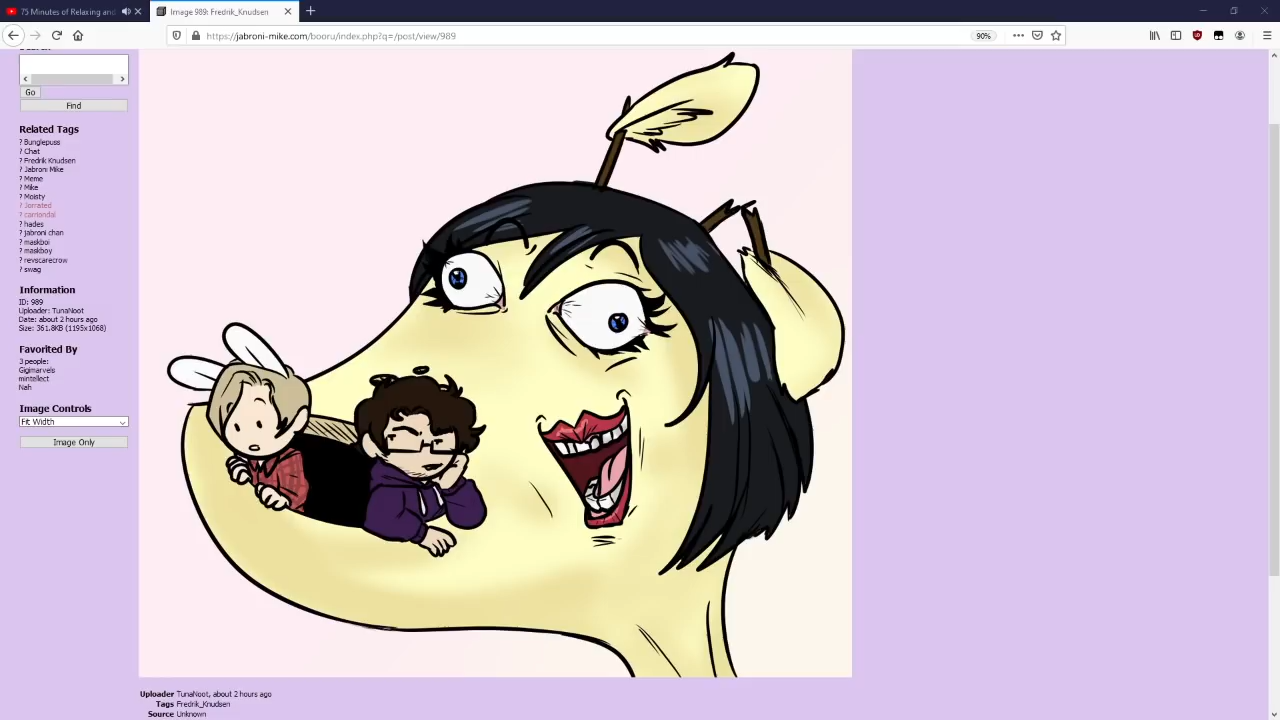 75 Minutes of Relaxing and
Image 989: Fredrik_Knudsen
https://jabroni-mike.com/booru/index.php?q=/post/view/989
90%
Go
Find
Related Tags
? Bunglepuss
? Chat
? Fredrik Knudsen
? Jabroni Mike
? Meme
? Mike
? Moisty
? Jorrated
? carriondal
? hades
? jabroni chan
? maskboi
? maskboy
? revscarecrow
? swag
Information
ID: 989
Uploader: TunaNoot
Date: about 2 hours ago
Size: 361.8KB (1195x1068)
Favorited By
3 people:
Gigimarvels
mintellect
Nah
Image Controls
Fit Width
Image Only
Uploader TunaNoot, about 2 hours ago
Tags Fredrik_Knudsen
Source Unknown